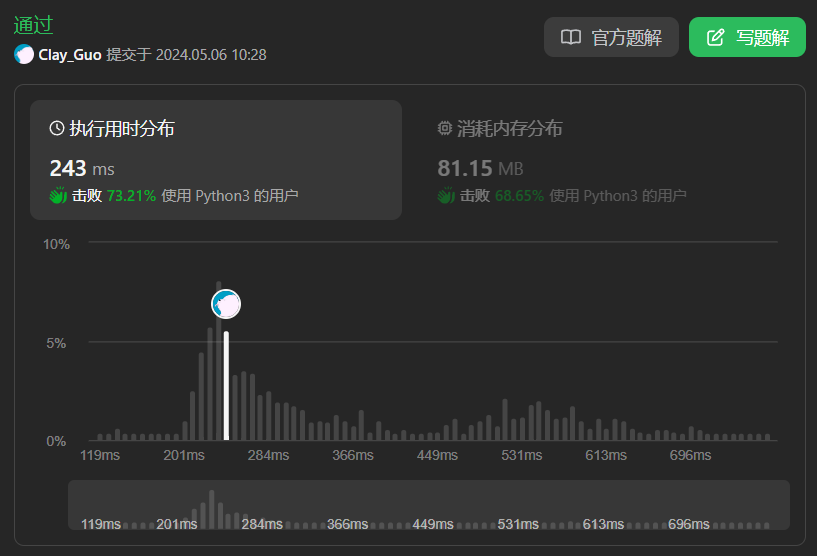 通过
官方题解
写题解
Clay_Guo 提交于 2024.05.06 10:28
执行用时分布
消耗内存分布
243 ms
81.15 MB
击败 73.21% 使用 Python3 的用户
击败 68.65% 使用 Python3 的用户
10%
5%
0%
119ms 201ms 284ms 366ms 449ms 531ms 613ms 696ms
119ms 201ms 284ms 366ms 449ms 531ms 613ms 696ms